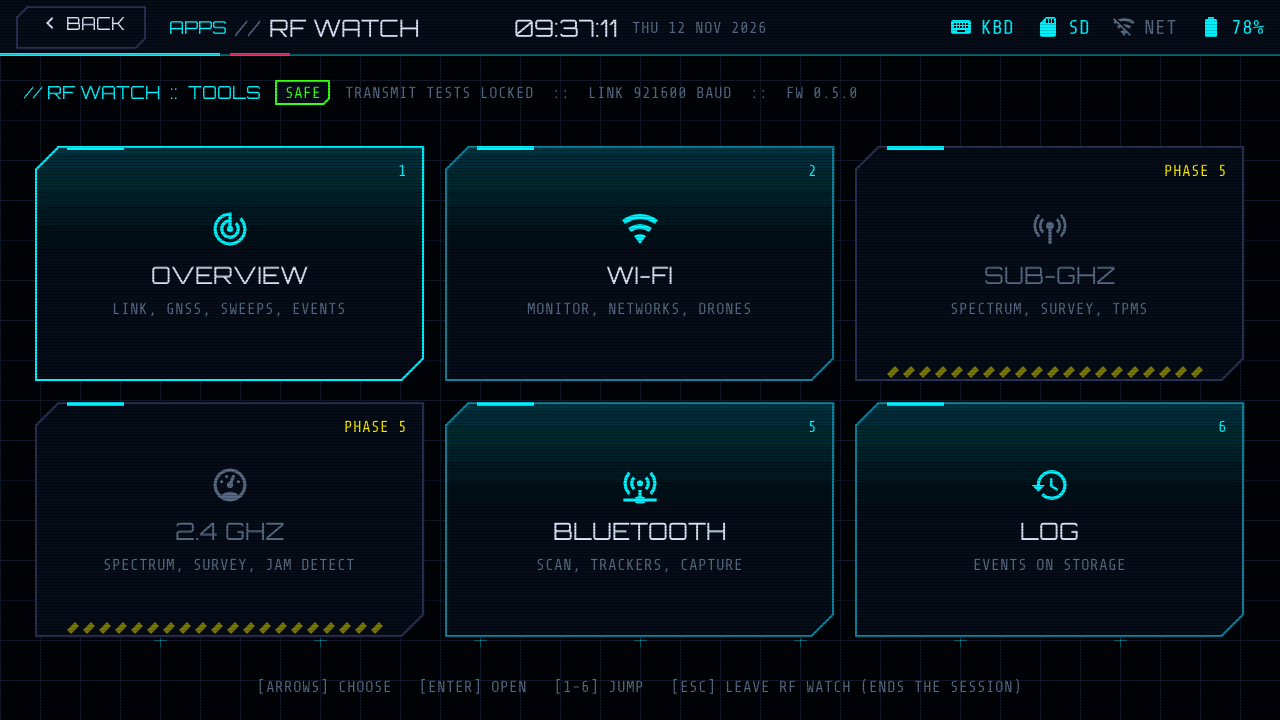 BACK
APPS // RF WATCH
09:37:11 THU 12 NOV 2026
KBD SD NET 78%
// RF WATCH :: TOOLS SAFE TRANSMIT TESTS LOCKED :: LINK 921600 BAUD :: FW 0.5.0
1
OVERVIEW
LINK, GNSS, SWEEPS, EVENTS
2
WI-FI
MONITOR, NETWORKS, DRONES
PHASE 5
SUB-GHZ
SPECTRUM, SURVEY, TPMS
PHASE 5
2.4 GHZ
SPECTRUM, SURVEY, JAM DETECT
5
BLUETOOTH
SCAN, TRACKERS, CAPTURE
6
LOG
EVENTS ON STORAGE
[ARROWS] CHOOSE [ENTER] OPEN [1-6] JUMP [ESC] LEAVE RF WATCH (ENDS THE SESSION)